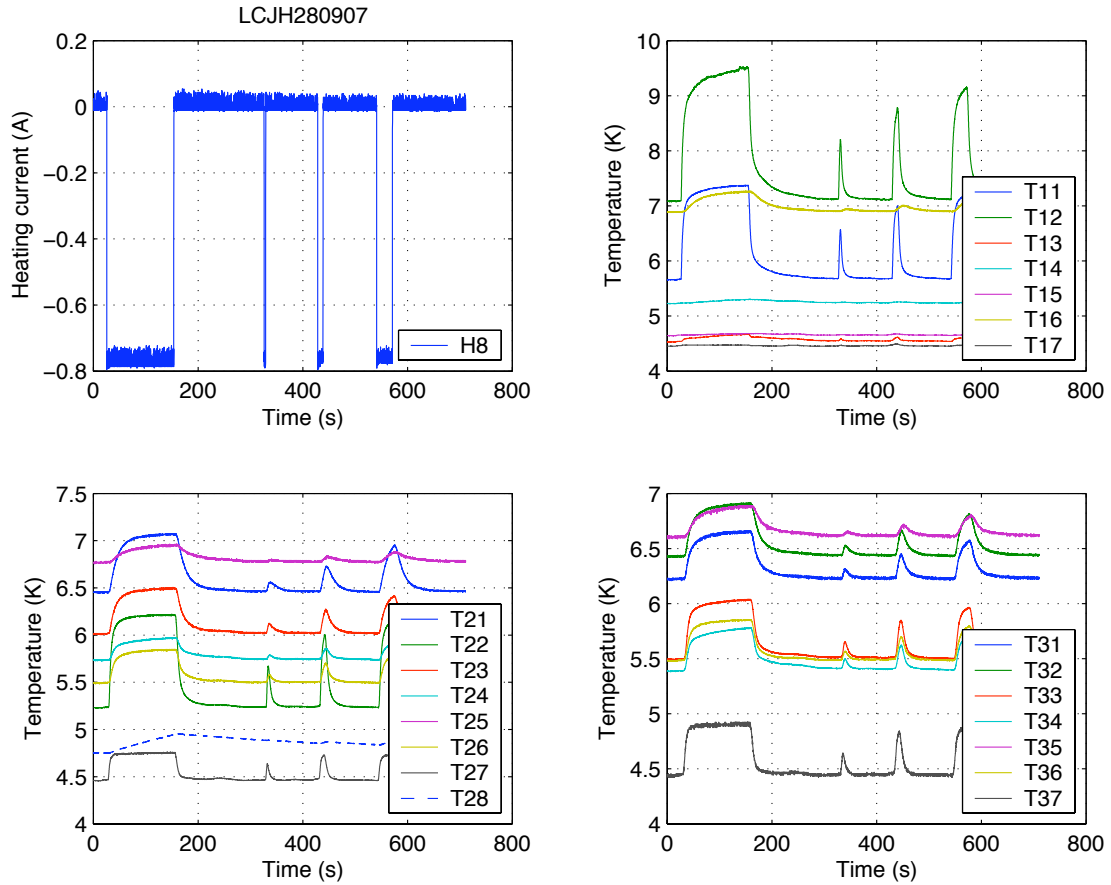 LCJH280907
0.2
0
−0.2
−0.4
−0.6
−0.8
Heating current (A)
0 200 400 600 800
Time (s)
H8
10
9
8
7
6
5
4
Temperature (K)
0 200 400 600 800
Time (s)
T11
T12
T13
T14
T15
T16
T17
7.5
7
6.5
6
5.5
5
4.5
4
Temperature (K)
0 200 400 600 800
Time (s)
T21
T22
T23
T24
T25
T26
T27
T28
7
6.5
6
5.5
5
4.5
4
Temperature (K)
0 200 400 600 800
Time (s)
T31
T32
T33
T34
T35
T36
T37